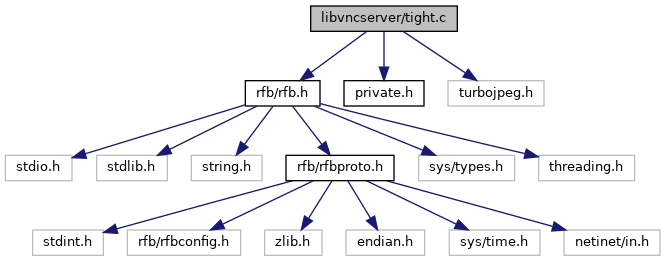 libvncserver/tight.c
rfb/rfb.h
private.h
turbojpeg.h
stdio.h
stdlib.h
string.h
rfb/rfbproto.h
sys/types.h
threading.h
stdint.h
rfb/rfbconfig.h
zlib.h
endian.h
sys/time.h
netinet/in.h